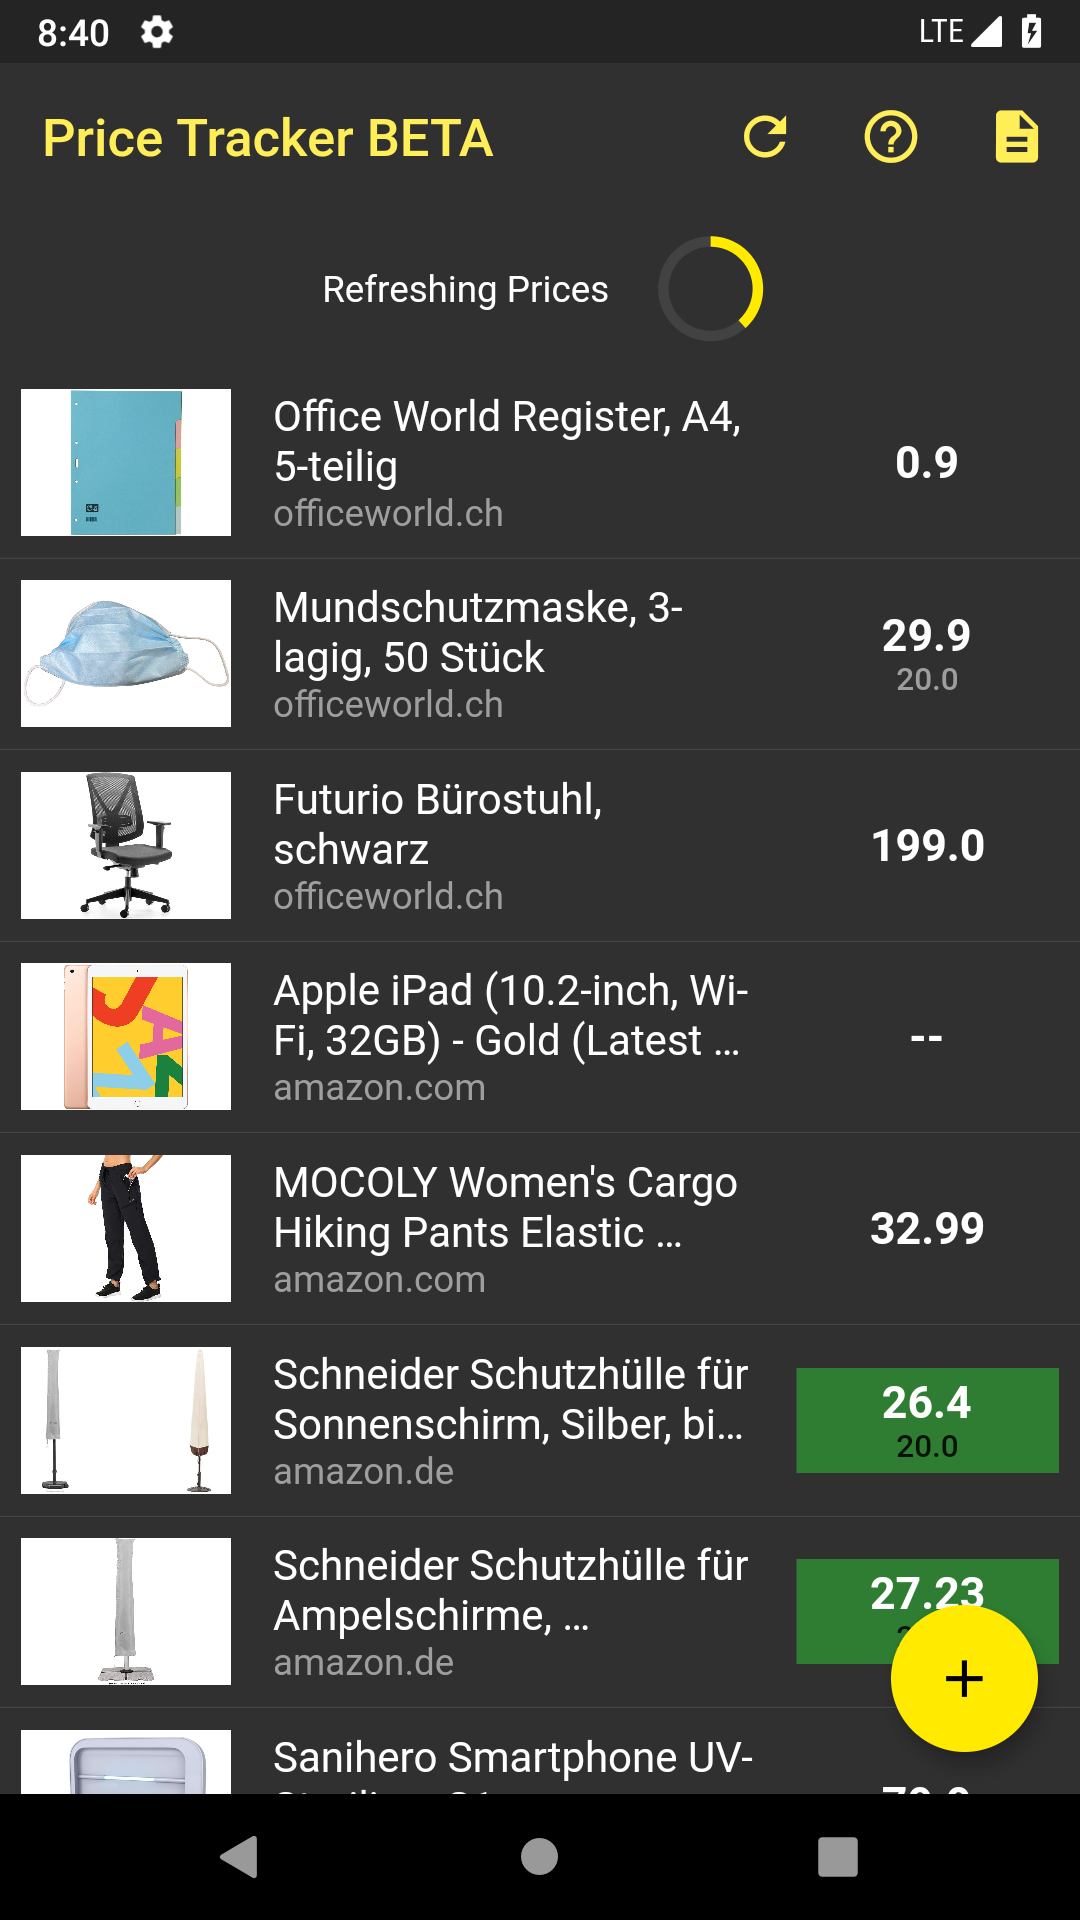 8:40
LTE
Price Tracker BETA
Refreshing Prices
Office World Register, A4,
5-teilig
officeworld.ch
0.9
Mundschutzmaske, 3-
lagig, 50 Stück
officeworld.ch
29.9
20.0
Futurio Bürostuhl,
schwarz
officeworld.ch
199.0
Apple iPad (10.2-inch, Wi-
Fi, 32GB) - Gold (Latest …
amazon.com
--
MOCOLY Women's Cargo
Hiking Pants Elastic …
amazon.com
32.99
Schneider Schutzhülle für
Sonnenschirm, Silber, bi…
amazon.de
26.4
20.0
Schneider Schutzhülle für
Ampelschirme, …
amazon.de
27.23
Sanihero Smartphone UV-